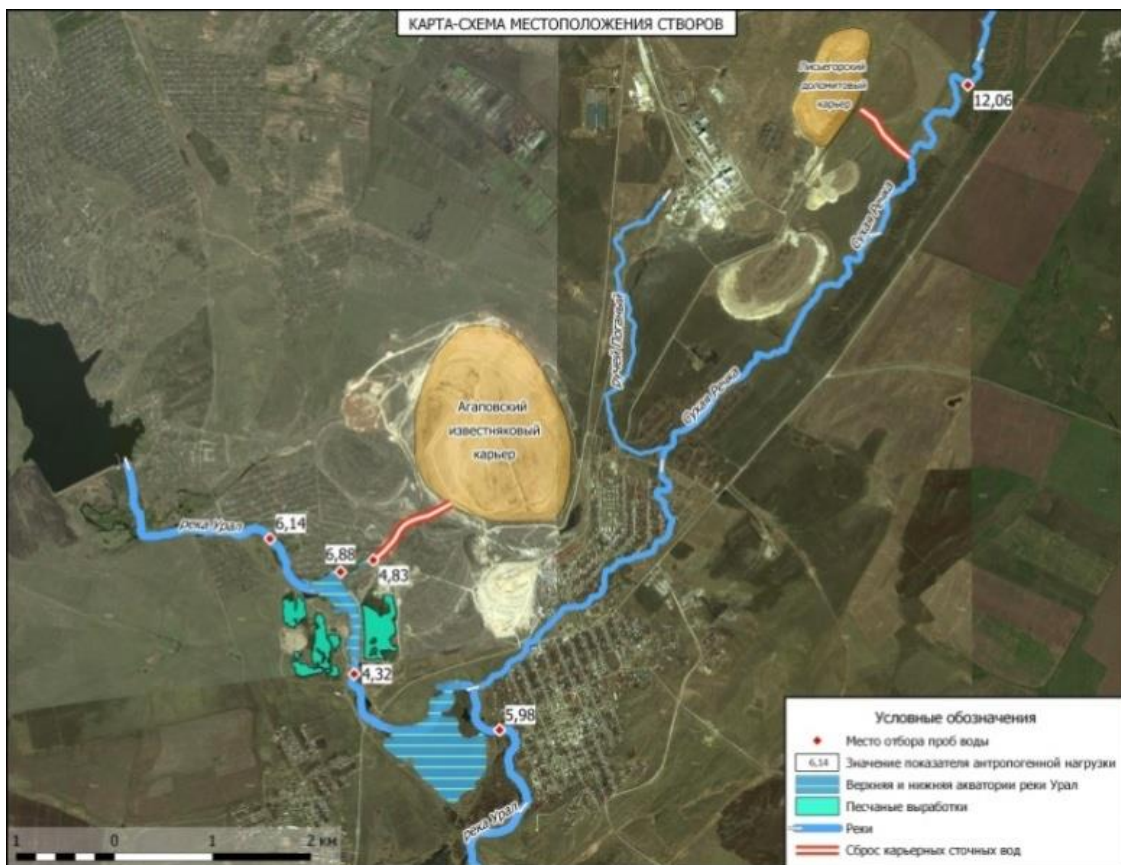 КАРТА-СХЕМА МЕСТОПОЛОЖЕНИЯ СТВОРОВ
Лисьегорский
доломитовый
карьер
12,06
Сухая Речка
ручей Поганый
Сухая Речка
Агаповский
известняковый
карьер
река Урал
6,14
6,88
4,83
4,32
5,98
река Урал
Условные обозначения
Место отбора проб воды
6,14 Значение показателя антропогенной нагрузки
Верхняя и нижняя акватории реки Урал
Песчаные выработки
Реки
Сброс карьерных сточных вод
1 0 1 2 км